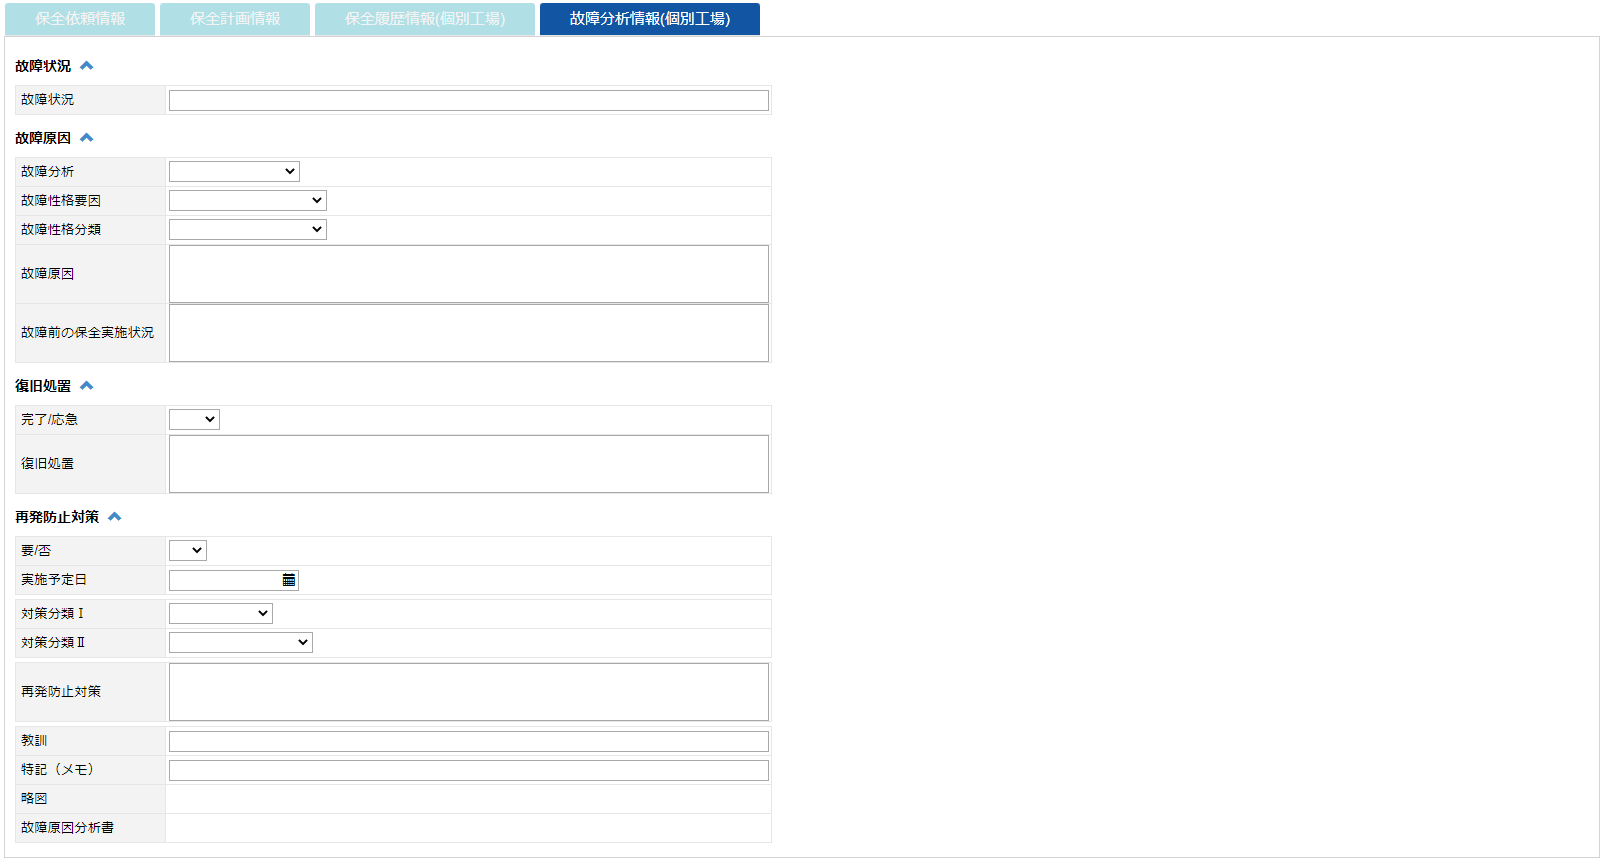 保全依頼情報 保全計画情報 保全履歴情報(個別工場) 故障分析情報(個別工場)
故障状況
故障状況
故障原因
故障分析
故障性格要因
故障性格分類
故障原因
故障前の保全実施状況
復旧処置
完了/応急
復旧処置
再発防止対策
要/否
実施予定日
対策分類Ⅰ
対策分類Ⅱ
再発防止対策
教訓
特記（メモ）
略図
故障原因分析書